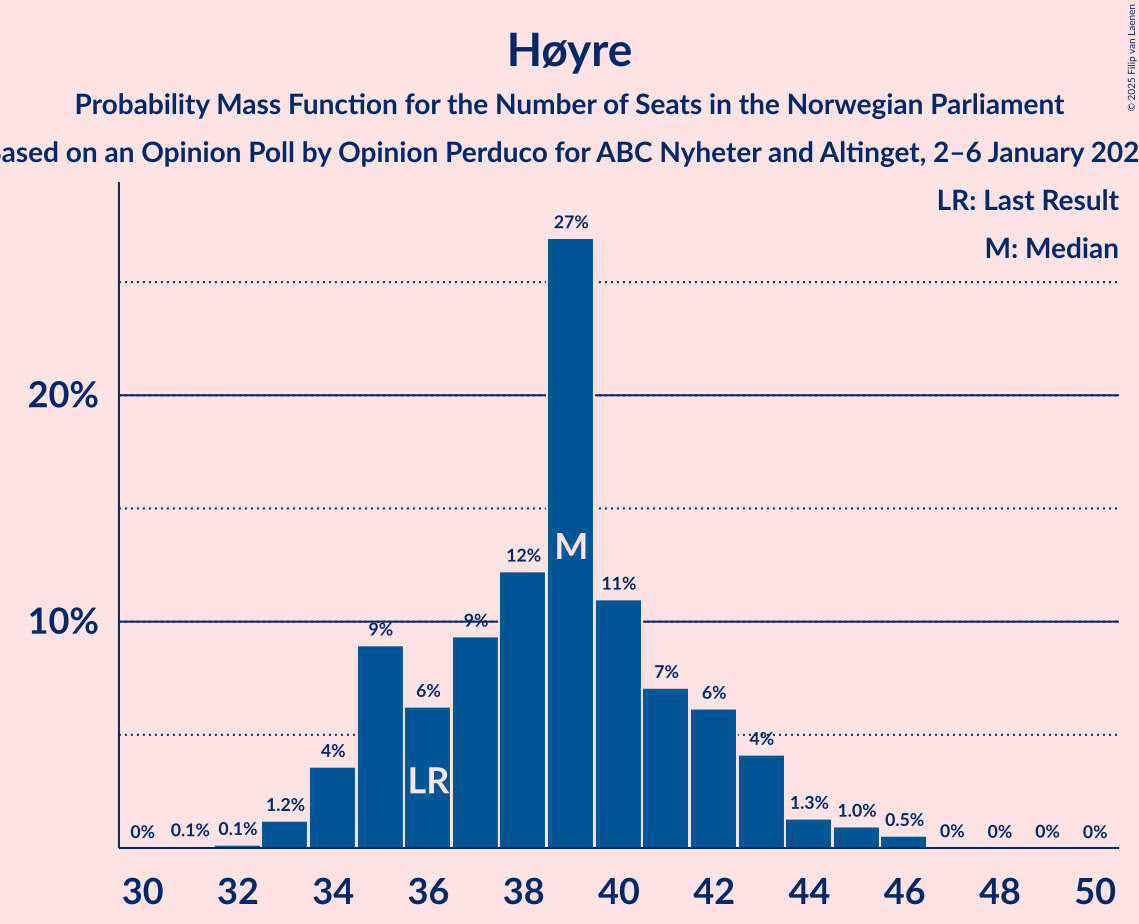 Høyre
Probability Mass Function for the Number of Seats in the Norwegian Parliament
on an Opinion Poll by Opinion Perduco for ABC Nyheter and Altinget, 2–6 January
© 2025 Filip van Laenen
LR: Last Result
M: Median
27%
20%
12%
M
11%
10%
9%
9%
6%
7%
6%
4%
4%
LR
0%
0.1%
0.1%
1.2%
1.3%
1.0%
0.5%
0%
0%
0%
0%
30 32 34 36 38 40 42 44 46 48 50